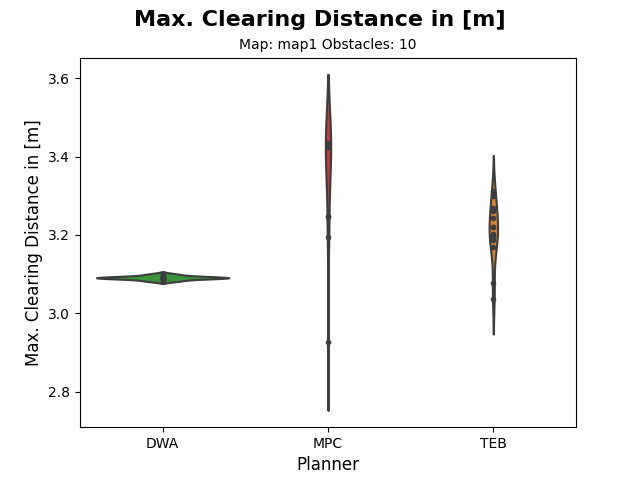 Max. Clearing Distance in [m]
Map: map1 Obstacles: 10
Max. Clearing Distance in [m]
3.6
3.4
3.2
3.0
2.8
DWA
MPC
TEB
Planner